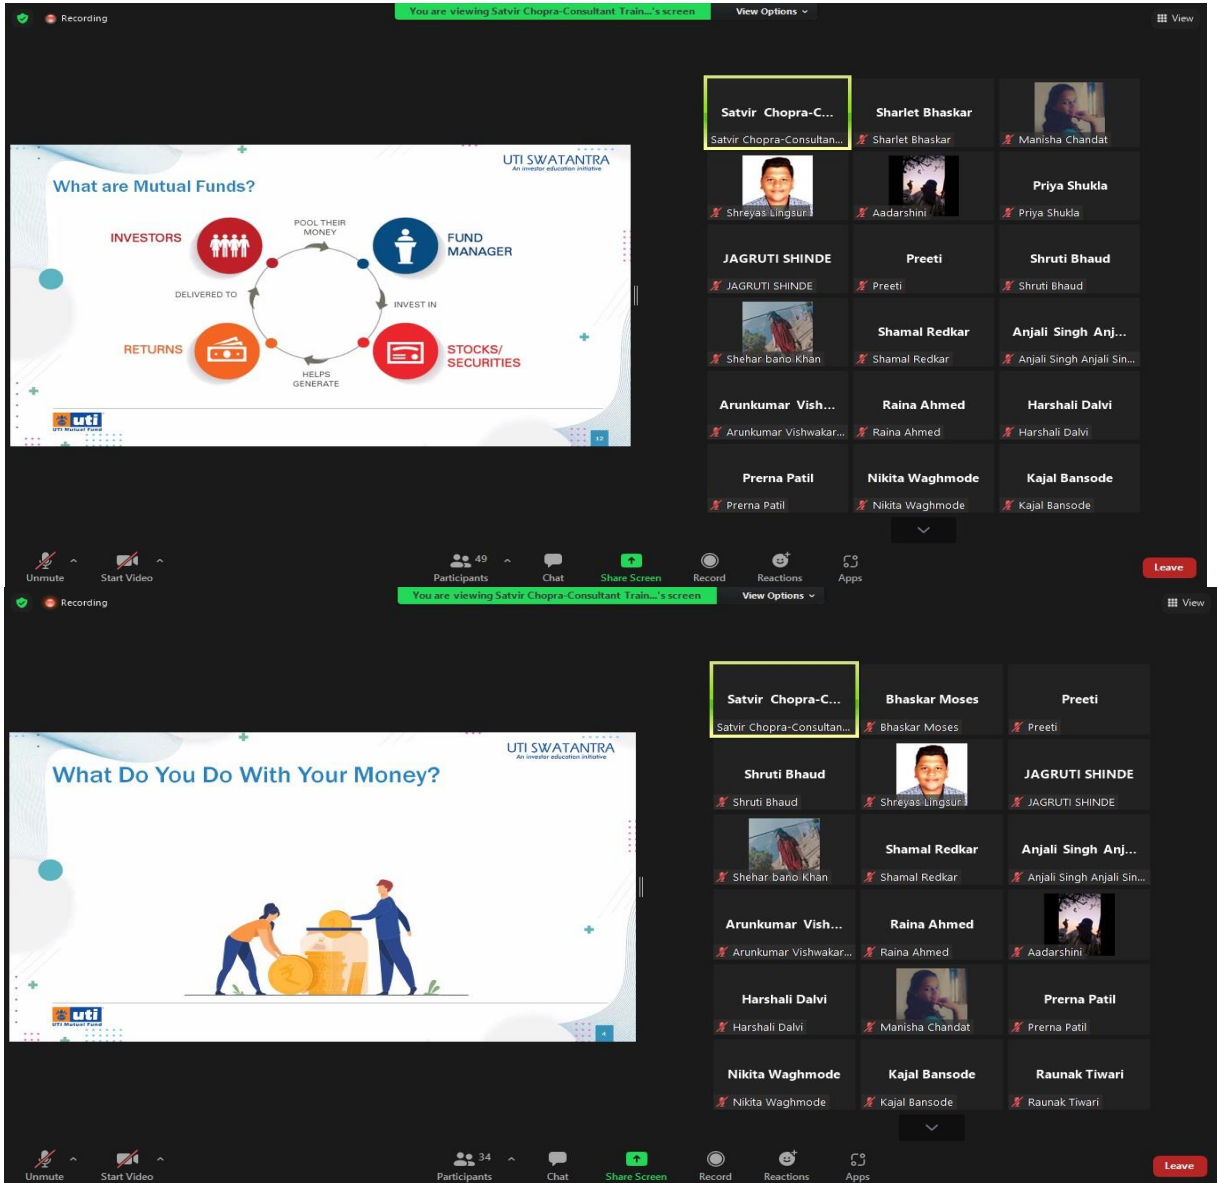 Recording
You are viewing Satvir Chopra-Consultant Train...'s screen
View Options
View
UTI SWATANTRA
An investor education initiative
What are Mutual Funds?
INVESTORS
POOL THEIR
MONEY
FUND
MANAGER
DELIVERED TO
INVEST IN
RETURNS
STOCKS/
SECURITIES
HELPS
GENERATE
uti
UTI Mutual Fund
12
Satvir Chopra-C...
Satvir Chopra-Consultan...
Sharlet Bhaskar
Sharlet Bhaskar
Manisha Chandat
Shreyas Lingsur
Aadarshini
Priya Shukla
Priya Shukla
JAGRUTI SHINDE
JAGRUTI SHINDE
Preeti
Preeti
Shruti Bhaud
Shruti Bhaud
Shehar bano Khan
Shamal Redkar
Shamal Redkar
Anjali Singh Anj...
Anjali Singh Anjali Sin...
Arunkumar Vish...
Arunkumar Vishwakar...
Raina Ahmed
Raina Ahmed
Harshali Dalvi
Harshali Dalvi
Prerna Patil
Prerna Patil
Nikita Waghmode
Nikita Waghmode
Kajal Bansode
Kajal Bansode
Unmute
Start Video
49
Participants
Chat
Share Screen
Record
Reactions
Apps
Leave
Recording
You are viewing Satvir Chopra-Consultant Train...'s screen
View Options
View
UTI SWATANTRA
An investor education initiative
What Do You Do With Your Money?
uti
UTI Mutual Fund
4
Satvir Chopra-C...
Satvir Chopra-Consultan...
Bhaskar Moses
Bhaskar Moses
Preeti
Preeti
Shruti Bhaud
Shruti Bhaud
Shreyas Lingsur
JAGRUTI SHINDE
JAGRUTI SHINDE
Shehar bano Khan
Shamal Redkar
Shamal Redkar
Anjali Singh Anj...
Anjali Singh Anjali Sin...
Arunkumar Vish...
Arunkumar Vishwakar...
Raina Ahmed
Raina Ahmed
Aadarshini
Harshali Dalvi
Harshali Dalvi
Manisha Chandat
Prerna Patil
Prerna Patil
Nikita Waghmode
Nikita Waghmode
Kajal Bansode
Kajal Bansode
Raunak Tiwari
Raunak Tiwari
Unmute
Start Video
34
Participants
Chat
Share Screen
Record
Reactions
Apps
Leave